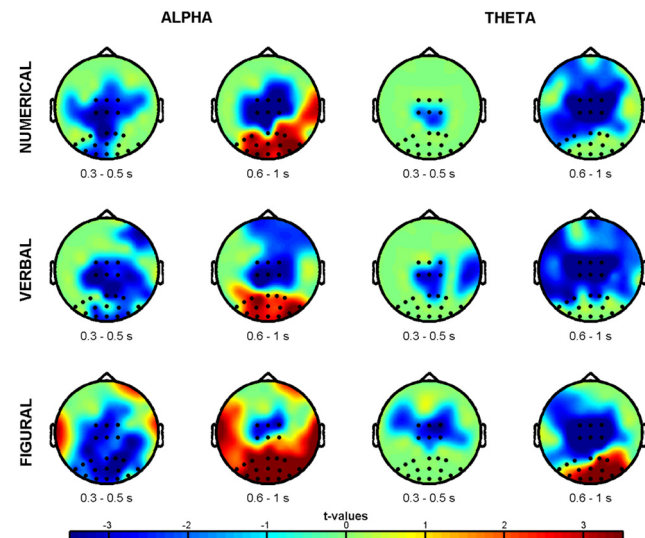 ALPHA THETA
NUMERICAL
0.3 - 0.5 s 0.6 - 1 s 0.3 - 0.5 s 0.6 - 1 s
VERBAL
0.3 - 0.5 s 0.6 - 1 s 0.3 - 0.5 s 0.6 - 1 s
FIGURAL
0.3 - 0.5 s 0.6 - 1 s 0.3 - 0.5 s 0.6 - 1 s
t-values
-3 -2 -1 0 1 2 3